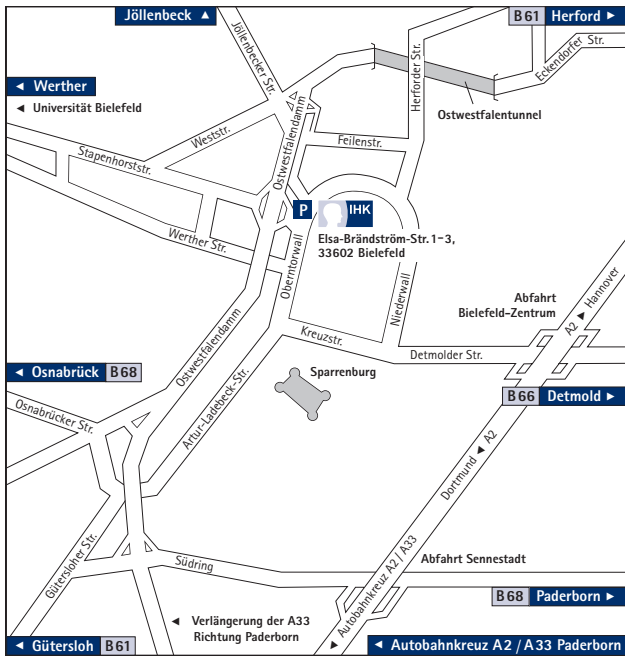 Jöllenbeck ▲
B61 Herford ►
◄ Werther
◄ Universität Bielefeld
Jöllenbecker Str.
Herforder Str.
Eckendorfer Str.
Ostwestfalentunnel
Weststr.
Ostwestfalendamm
Feilenstr.
Stapenhorststr.
Werther Str.
P
IHK
Elsa-Brändström-Str. 1-3,
33602 Bielefeld
Oberntorwall
Niederwall
Abfahrt
Bielefeld-Zentrum
A2 ◄ Hannover
Kreuzstr.
Detmolder Str.
Ostwestfalendamm
◄ Osnabrück B68
Sparrenburg
B66 Detmold ►
Osnabrücker Str.
Artur-Ladebeck-Str.
Dortmund ◄ A2
Gütersloher Str.
Südring
Abfahrt Sennestadt
Autobahnkreuz A2 / A33
◄
B68 Paderborn ►
◄ Verlängerung der A33
Richtung Paderborn
◄ Gütersloh B61
◄ Autobahnkreuz A2 / A33 Paderborn